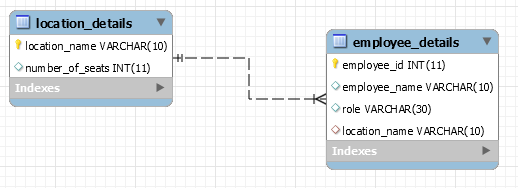 location_details
location_name VARCHAR(10)
number_of_seats INT(11)
Indexes
employee_details
employee_id INT(11)
employee_name VARCHAR(10)
role VARCHAR(30)
location_name VARCHAR(10)
Indexes